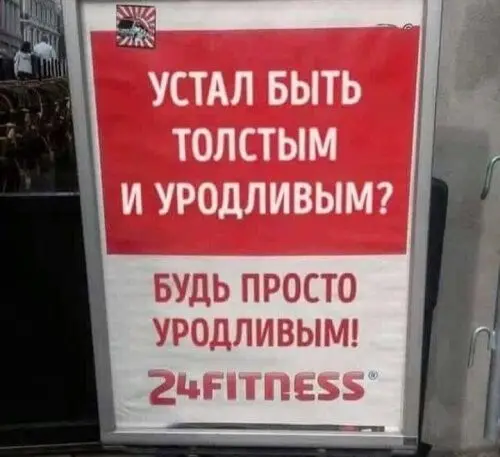 УСТАЛ БЫТЬ
ТОЛСТЫМ
И УРОДЛИВЫМ?
БУДЬ ПРОСТО
УРОДЛИВЫМ!
24FITNESS®